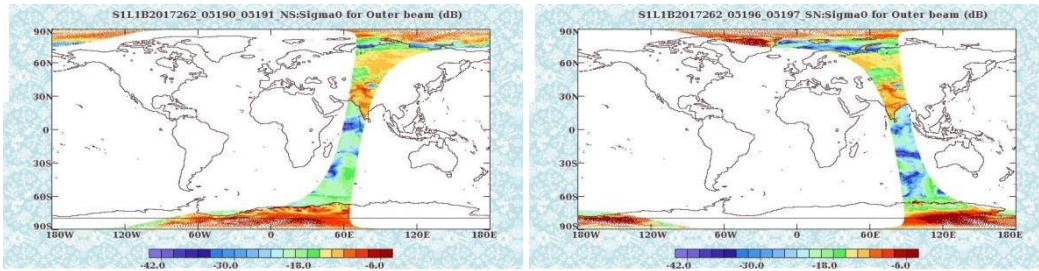 S1L1B2017262_05190_05191_NS:Sigma0 for Outer beam (dB)
90N
60N
30N
0
30S
60S
90S
180W 120W 60W 0 60E 120E 180E
-42.0 -30.0 -18.0 -6.0
S1L1B2017262_05196_05197_SN:Sigma0 for Outer beam (dB)
90N
60N
30N
0
30S
60S
90S
180W 120W 60W 0 60E 120E 180E
-42.0 -30.0 -18.0 -6.0